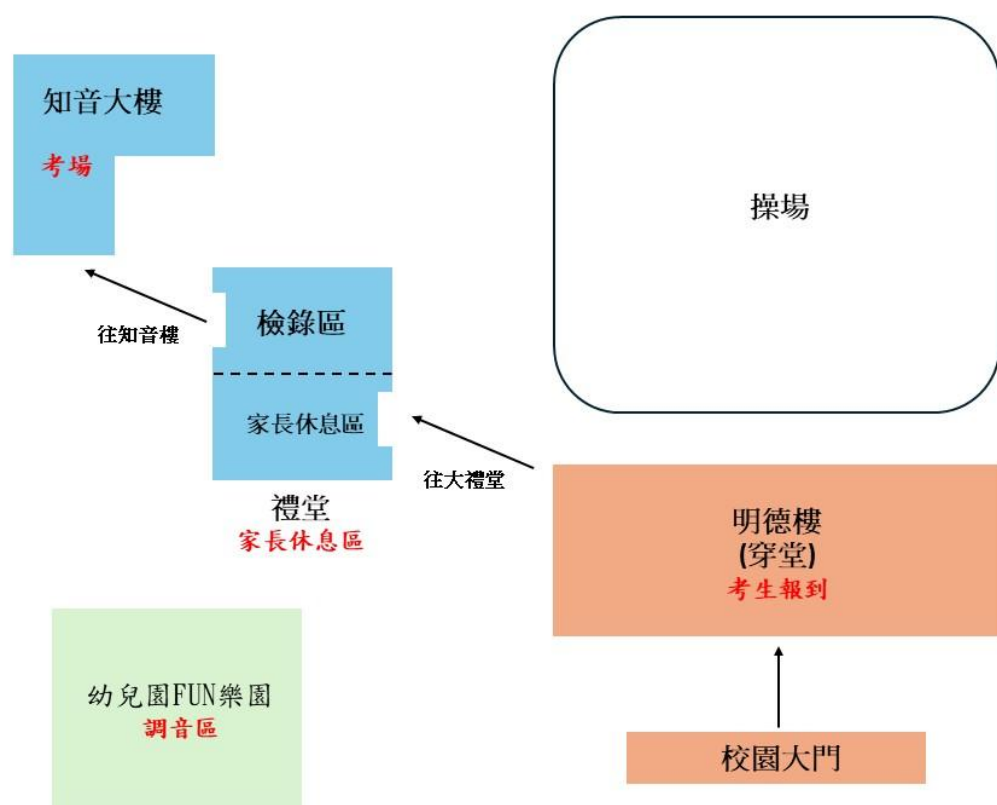 知音大樓
考場
操場
往知音樓
檢錄區
家長休息區
往大禮堂
禮堂
家長休息區
明德樓
(穿堂)
考生報到
幼兒園FUN樂園
調音區
校園大門